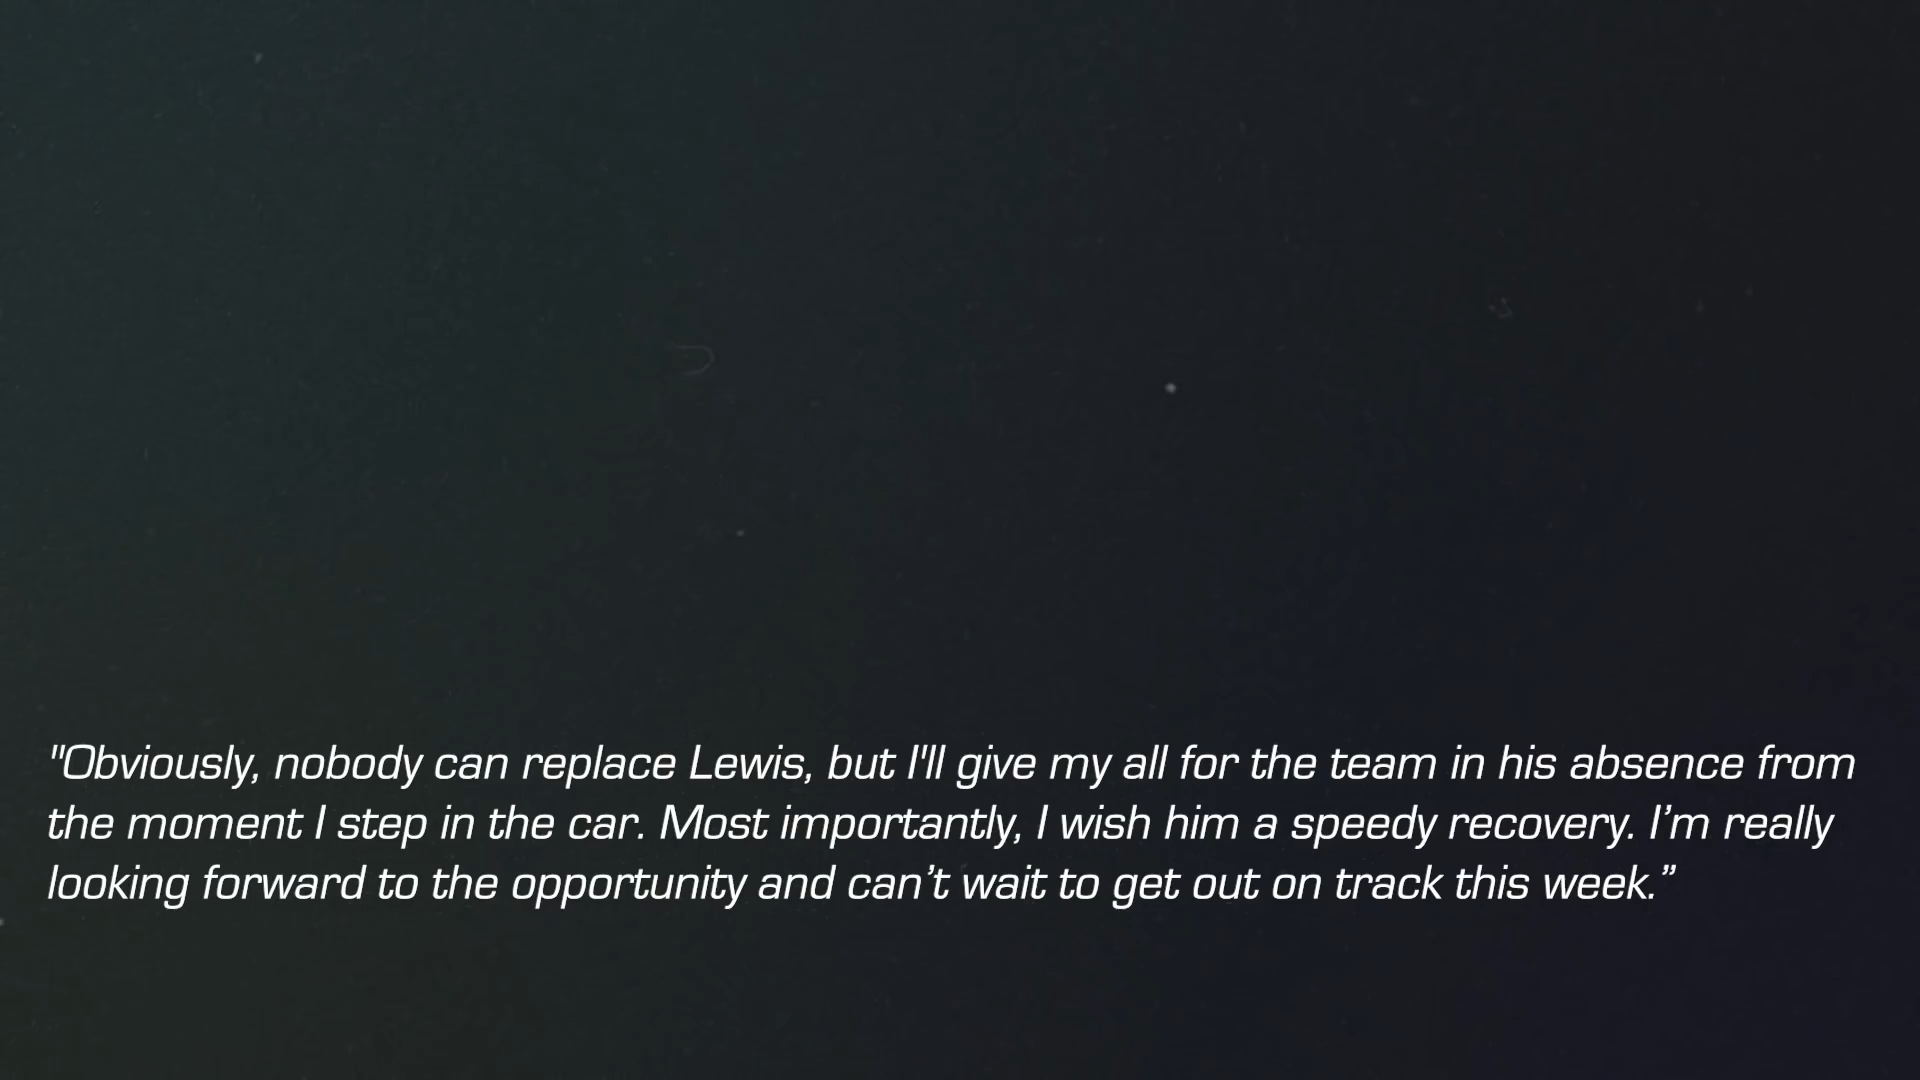 "Obviously, nobody can replace Lewis, but I'll give my all for the team in his absence from
the moment I step in the car. Most importantly, I wish him a speedy recovery. I’m really
looking forward to the opportunity and can’t wait to get out on track this week.”